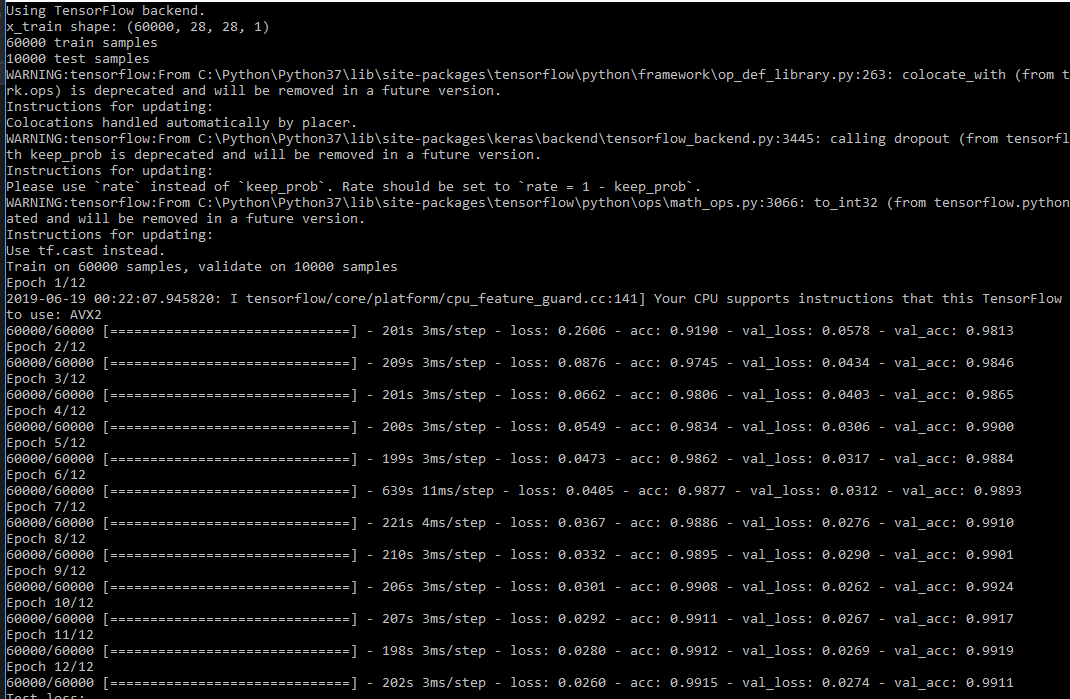 Using TensorFlow backend.
x_train shape: (60000, 28, 28, 1)
60000 train samples
10000 test samples
WARNING:tensorflow:From C:\Python\Python37\lib\site-packages\tensorflow\python\framework\op_def_library.py:263: colocate_with (from t
rk.ops) is deprecated and will be removed in a future version.
Instructions for updating:
Colocations handled automatically by placer.
WARNING:tensorflow:From C:\Python\Python37\lib\site-packages\keras\backend\tensorflow_backend.py:3445: calling dropout (from tensorfl
th keep_prob is deprecated and will be removed in a future version.
Instructions for updating:
Please use `rate` instead of `keep_prob`. Rate should be set to `rate = 1 - keep_prob`.
WARNING:tensorflow:From C:\Python\Python37\lib\site-packages\tensorflow\python\ops\math_ops.py:3066: to_int32 (from tensorflow.python
ated and will be removed in a future version.
Instructions for updating:
Use tf.cast instead.
Train on 60000 samples, validate on 10000 samples
Epoch 1/12
2019-06-19 00:22:07.945820: I tensorflow/core/platform/cpu_feature_guard.cc:141] Your CPU supports instructions that this TensorFlow
to use: AVX2
60000/60000 [==============================] - 201s 3ms/step - loss: 0.2606 - acc: 0.9190 - val_loss: 0.0578 - val_acc: 0.9813
Epoch 2/12
60000/60000 [==============================] - 209s 3ms/step - loss: 0.0876 - acc: 0.9745 - val_loss: 0.0434 - val_acc: 0.9846
Epoch 3/12
60000/60000 [==============================] - 201s 3ms/step - loss: 0.0662 - acc: 0.9806 - val_loss: 0.0403 - val_acc: 0.9865
Epoch 4/12
60000/60000 [==============================] - 200s 3ms/step - loss: 0.0549 - acc: 0.9834 - val_loss: 0.0306 - val_acc: 0.9900
Epoch 5/12
60000/60000 [==============================] - 199s 3ms/step - loss: 0.0473 - acc: 0.9862 - val_loss: 0.0317 - val_acc: 0.9884
Epoch 6/12
60000/60000 [==============================] - 639s 11ms/step - loss: 0.0405 - acc: 0.9877 - val_loss: 0.0312 - val_acc: 0.9893
Epoch 7/12
60000/60000 [==============================] - 221s 4ms/step - loss: 0.0367 - acc: 0.9886 - val_loss: 0.0276 - val_acc: 0.9910
Epoch 8/12
60000/60000 [==============================] - 210s 3ms/step - loss: 0.0332 - acc: 0.9895 - val_loss: 0.0290 - val_acc: 0.9901
Epoch 9/12
60000/60000 [==============================] - 206s 3ms/step - loss: 0.0301 - acc: 0.9908 - val_loss: 0.0262 - val_acc: 0.9924
Epoch 10/12
60000/60000 [==============================] - 207s 3ms/step - loss: 0.0292 - acc: 0.9911 - val_loss: 0.0267 - val_acc: 0.9917
Epoch 11/12
60000/60000 [==============================] - 198s 3ms/step - loss: 0.0280 - acc: 0.9912 - val_loss: 0.0269 - val_acc: 0.9919
Epoch 12/12
60000/60000 [==============================] - 202s 3ms/step - loss: 0.0260 - acc: 0.9915 - val_loss: 0.0274 - val_acc: 0.9911
Test loss: